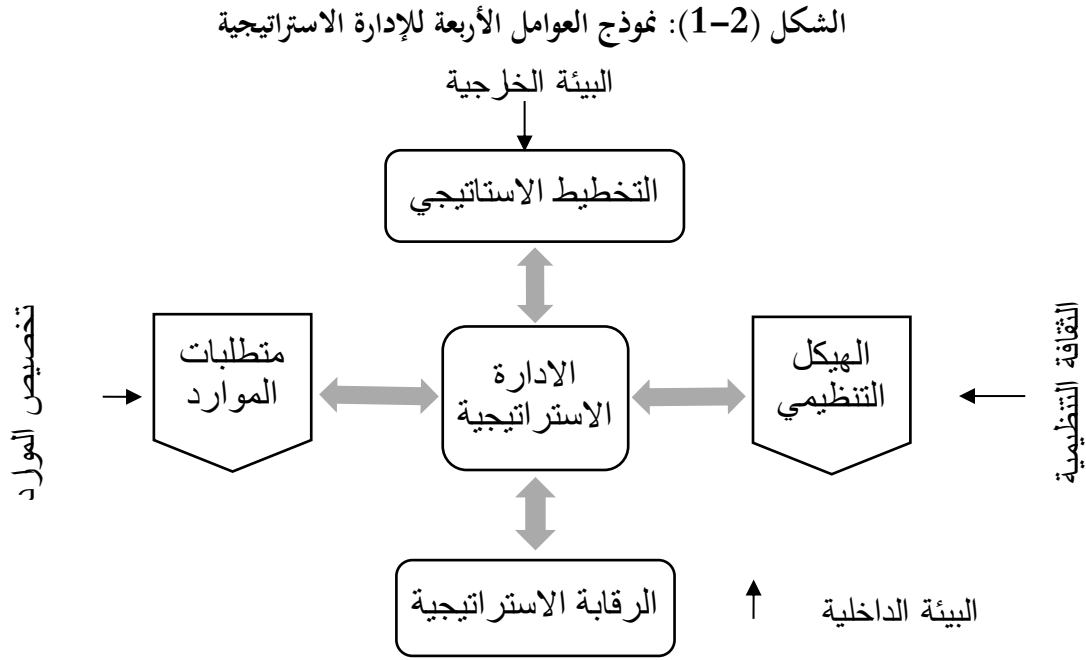 الشكل (2-1): نموذج العوامل الأربعة للإدارة الاستراتيجية
البيئة الخارجية
التخطيط الاستاتيجي
الثقافة التنظيمية
الهيكل
التنظيمي
الادارة
الاستراتيجية
متطلبات
الموارد
تخصيص الموارد
الرقابة الاستراتيجية
البيئة الداخلية